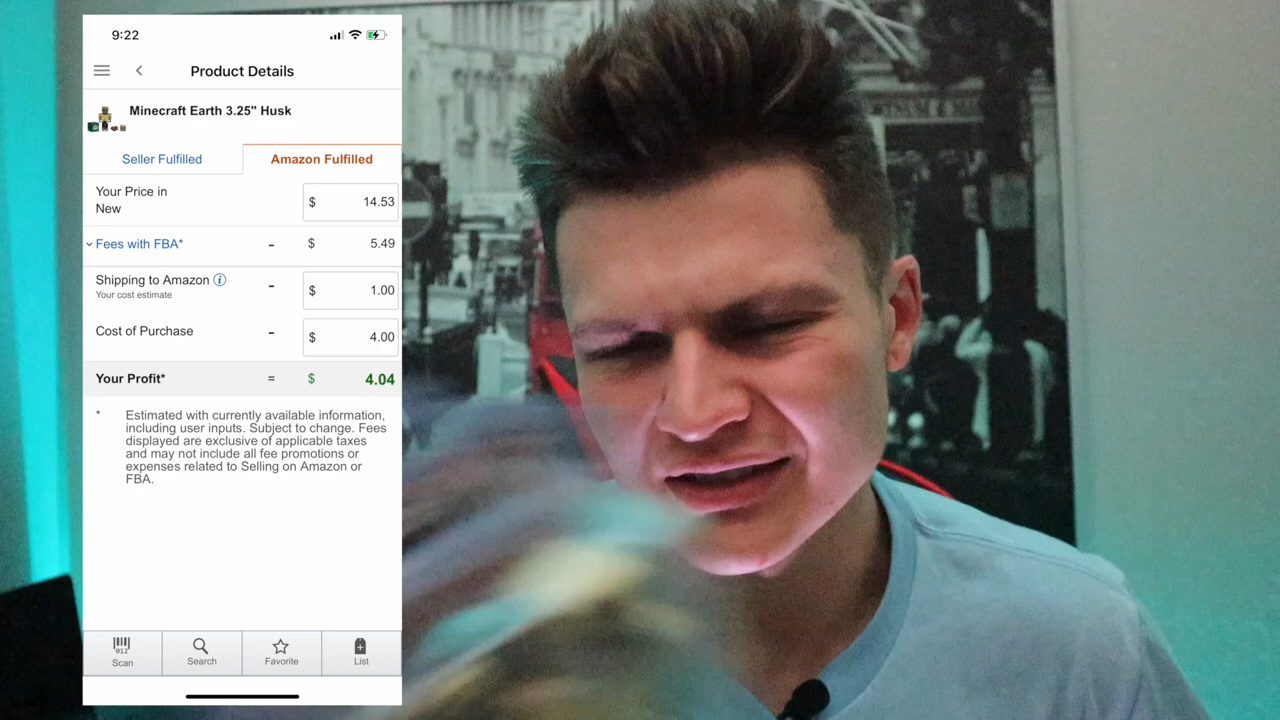 9:22
Product Details
Minecraft Earth 3.25" Husk
Seller Fulfilled
Amazon Fulfilled
Your Price in
New
$ 14.53
Fees with FBA* - $ 5.49
Shipping to Amazon
Your cost estimate
- $ 1.00
Cost of Purchase - $ 4.00
Your Profit* = $ 4.04
* Estimated with currently available information,
including user inputs. Subject to change. Fees
displayed are exclusive of applicable taxes
and may not include all fee promotions or
expenses related to Selling on Amazon or
FBA.
Scan
Search
Favorite
List